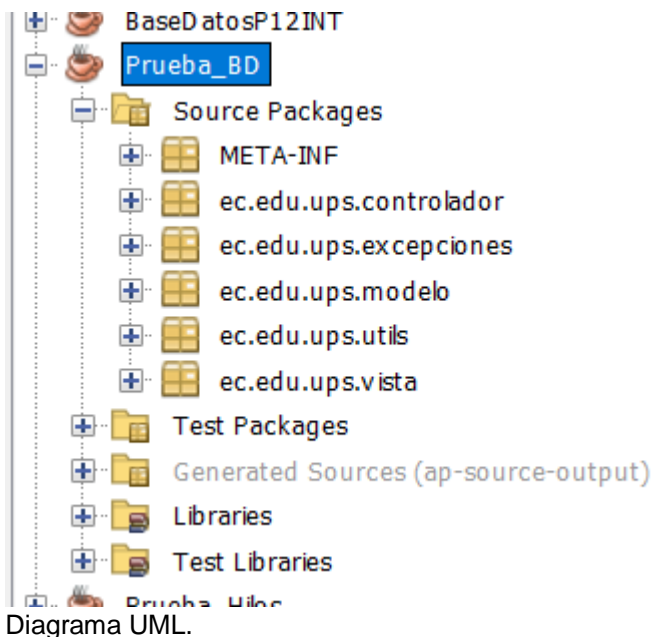 BaseDatosP12INT
Prueba_BD
Source Packages
META-INF
ec.edu.ups.controlador
ec.edu.ups.excepciones
ec.edu.ups.modelo
ec.edu.ups.utils
ec.edu.ups.vista
Test Packages
Generated Sources (ap-source-output)
Libraries
Test Libraries
Prueba_Hilos
Diagrama UML.